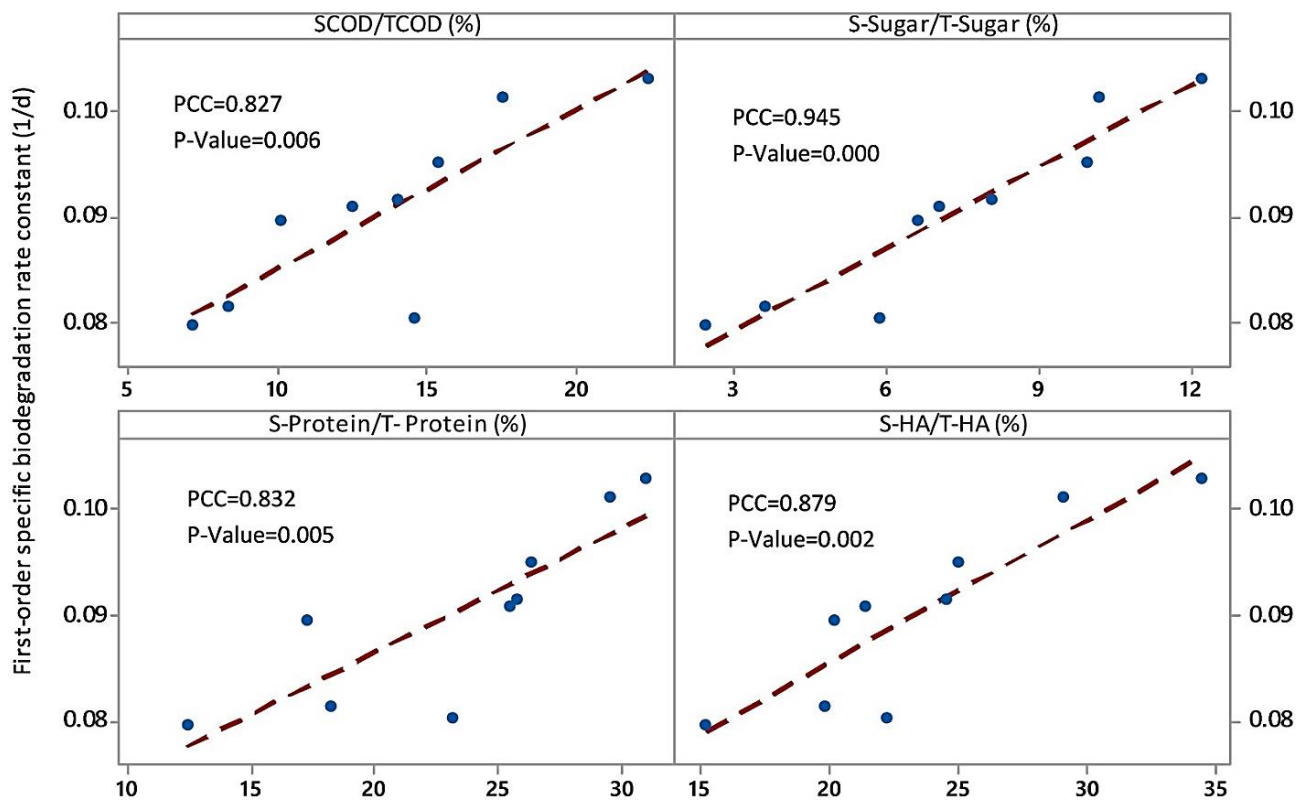 First-order specific biodegradation rate constant (1/d)
SCOD/TCOD (%)
PCC=0.827
P-Value=0.006
0.10
0.09
0.08
5 10 15 20
S-Sugar/T-Sugar (%)
PCC=0.945
P-Value=0.000
0.10
0.09
0.08
3 6 9 12
S-Protein/T- Protein (%)
PCC=0.832
P-Value=0.005
0.10
0.09
0.08
10 15 20 25 30
S-HA/T-HA (%)
PCC=0.879
P-Value=0.002
0.10
0.09
0.08
15 20 25 30 35